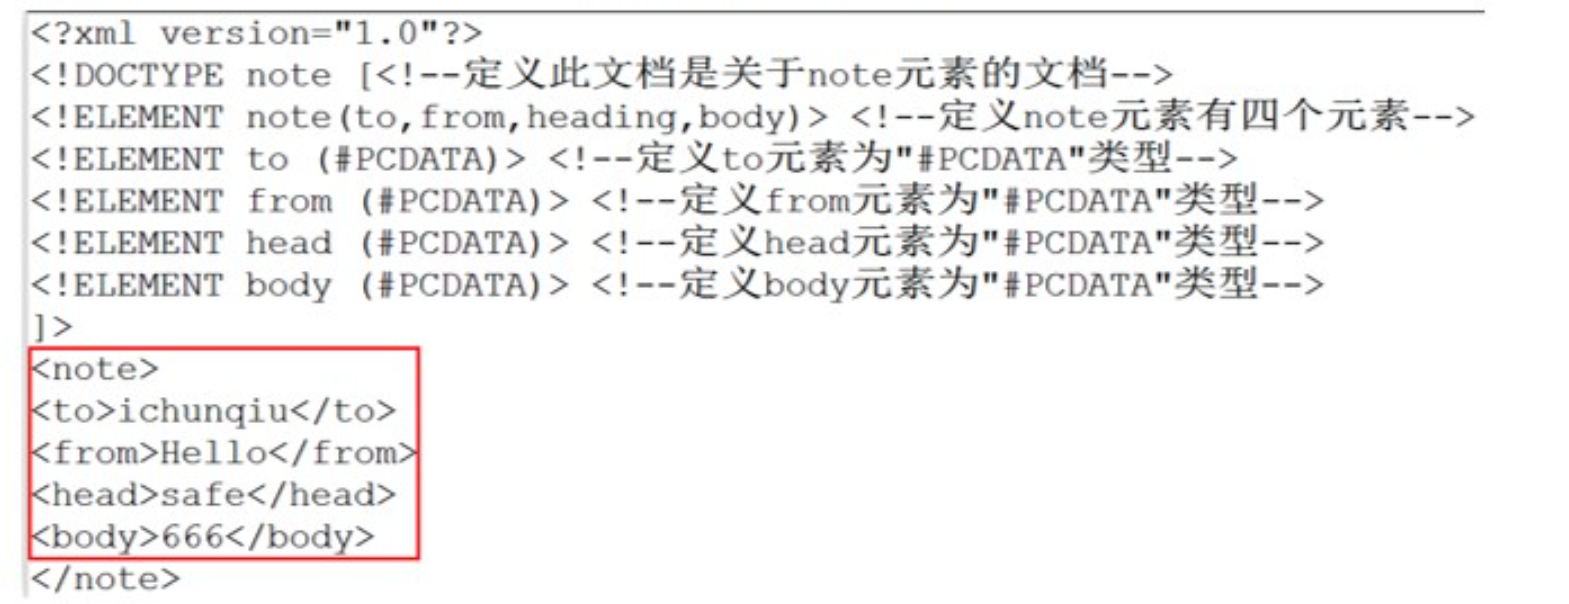 <?xml version="1.0"?>
<!DOCTYPE note [<!--定义此文档是关于note元素的文档-->
<!ELEMENT note(to,from,heading,body)> <!--定义note元素有四个元素-->
<!ELEMENT to (#PCDATA)> <!--定义to元素为"#PCDATA"类型-->
<!ELEMENT from (#PCDATA)> <!--定义from元素为"#PCDATA"类型-->
<!ELEMENT head (#PCDATA)> <!--定义head元素为"#PCDATA"类型-->
<!ELEMENT body (#PCDATA)> <!--定义body元素为"#PCDATA"类型-->
]>
<note>
<to>ichunqiu</to>
<from>Hello</from>
<head>safe</head>
<body>666</body>
</note>